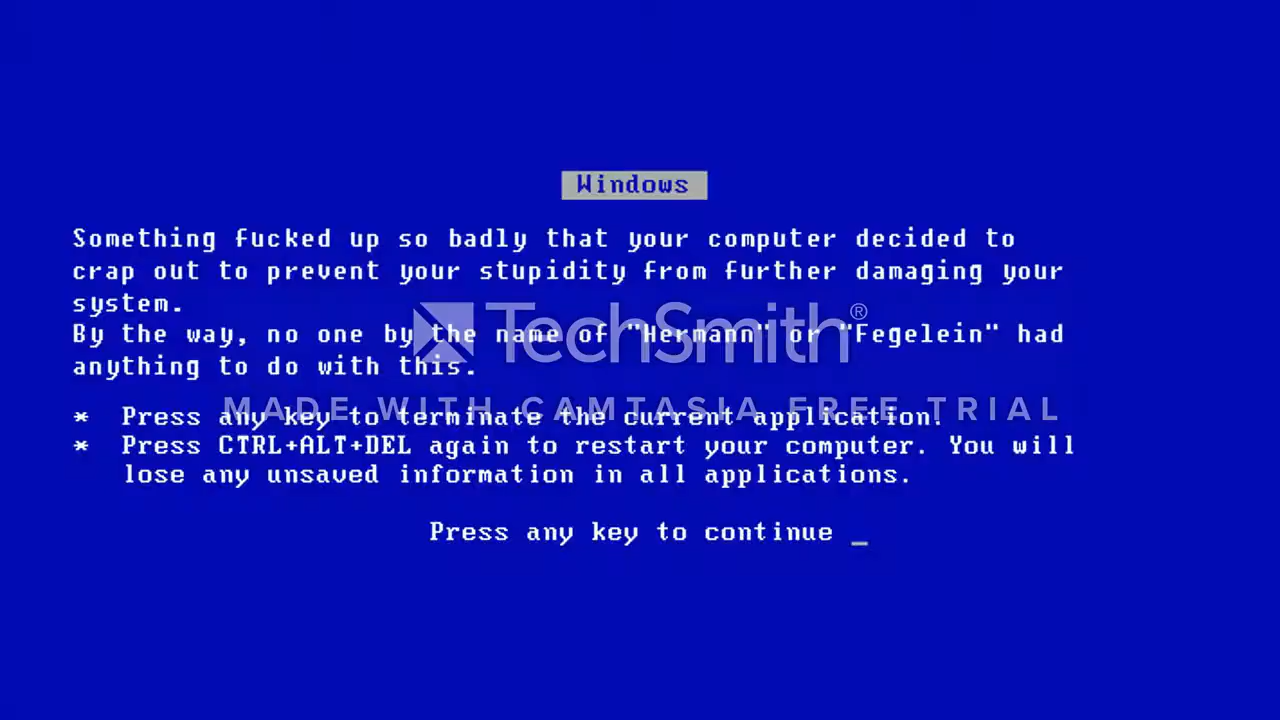 Windows
Something fucked up so badly that your computer decided to
crap out to prevent your stupidity from further damaging your
system.
By the way, no one by the name of "Hermann" or "Fegelein" had
anything to do with this.
TechSmith®
MADE WITH CAMTASIA FREE TRIAL
* Press any key to terminate the current application.
* Press CTRL+ALT+DEL again to restart your computer. You will
lose any unsaved information in all applications.
Press any key to continue _